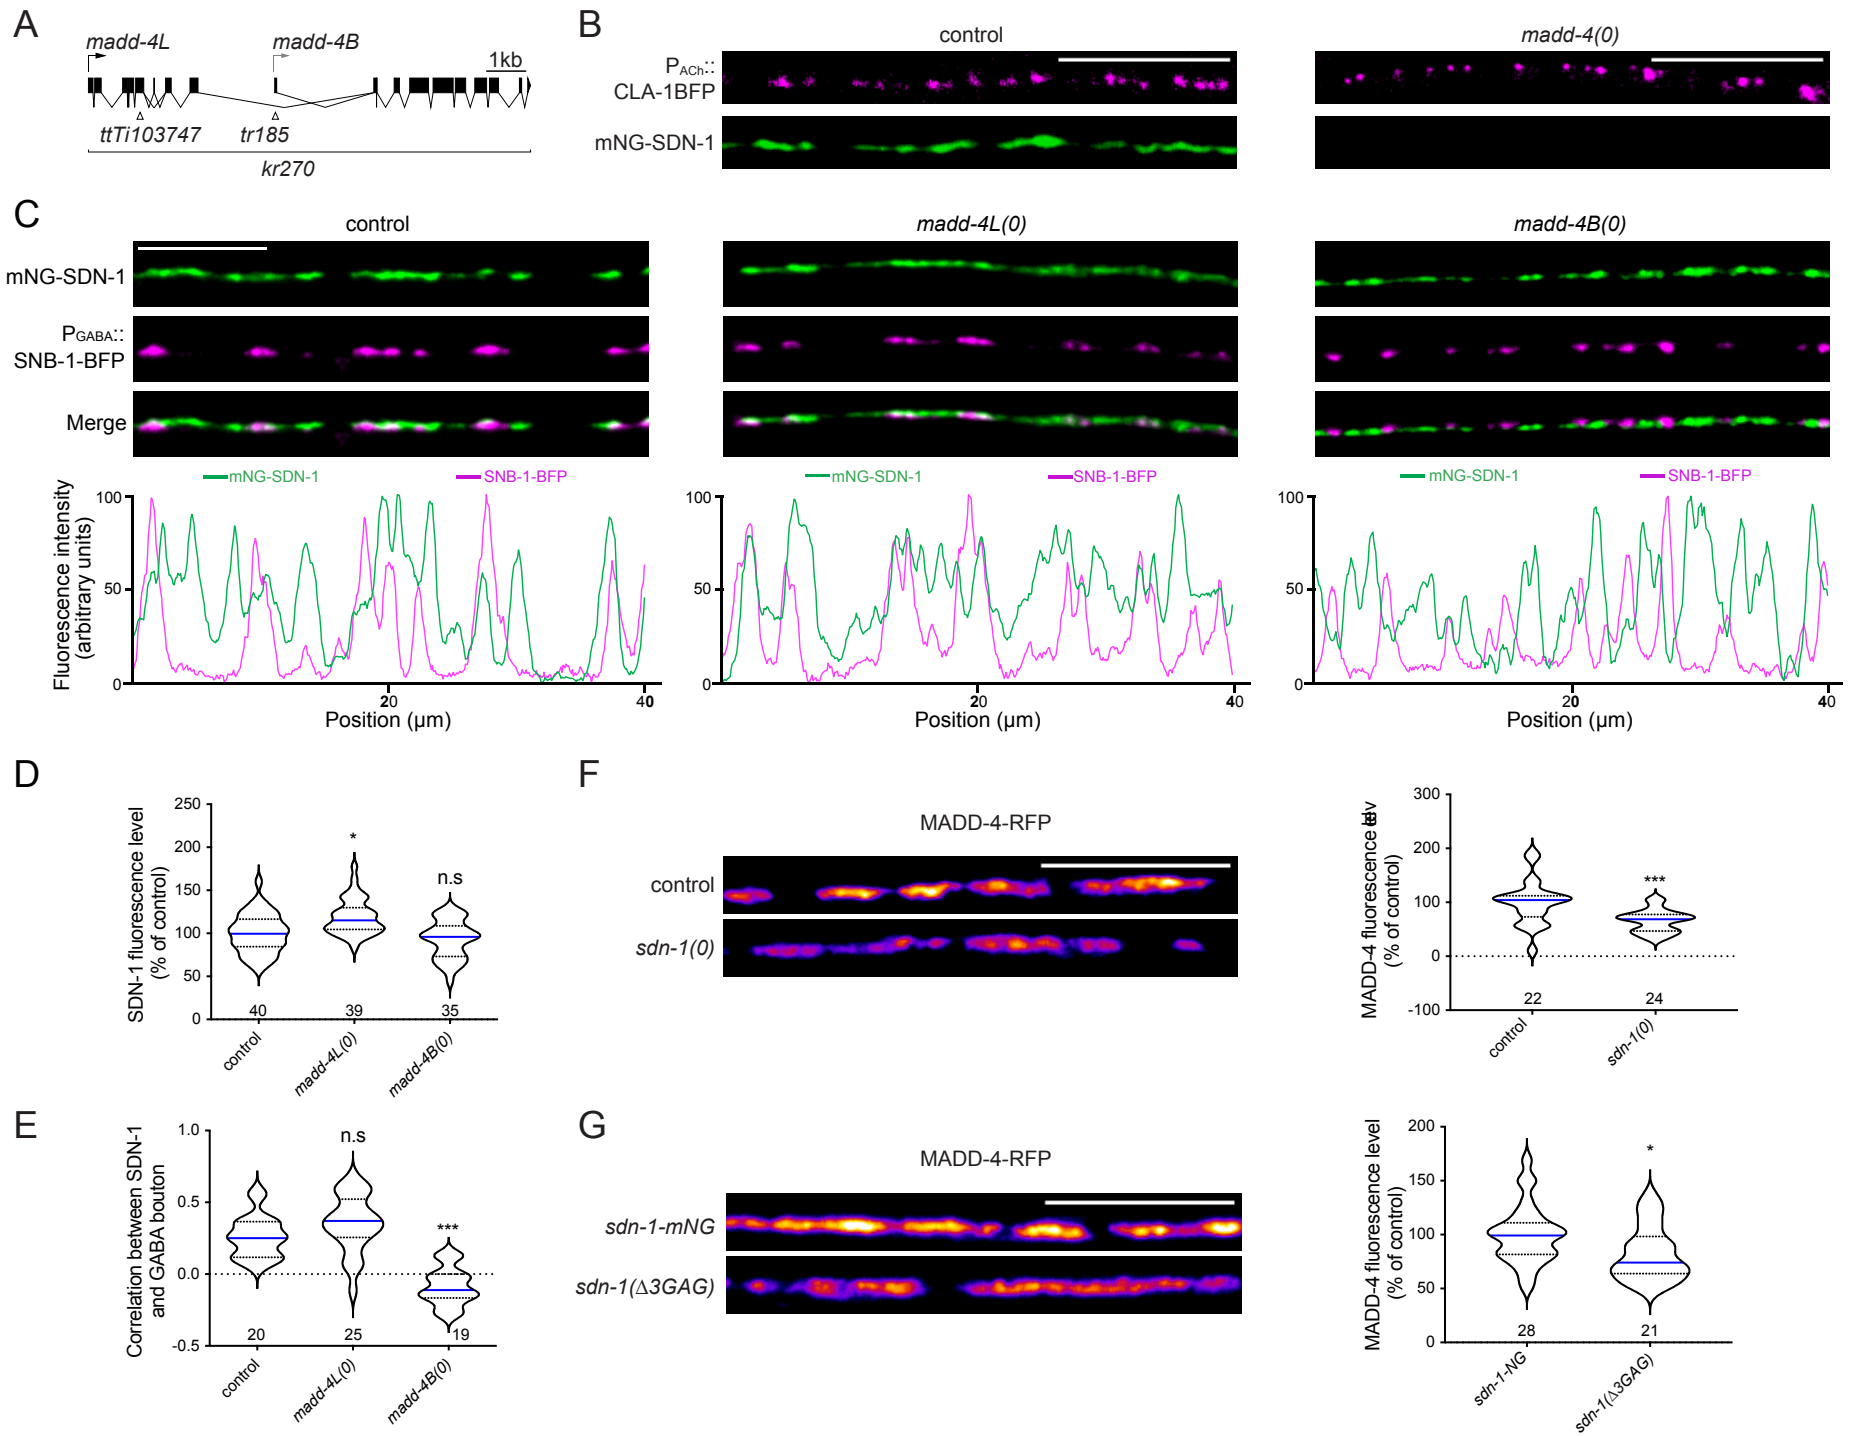 A
madd-4L
madd-4B
1kb
ttTi103747
tr185
kr270
B
control
madd-4(0)
PACh::
CLA-1BFP
mNG-SDN-1
C
control
madd-4L(0)
madd-4B(0)
mNG-SDN-1
PGABA::
SNB-1-BFP
Merge
mNG-SDN-1
SNB-1-BFP
mNG-SDN-1
SNB-1-BFP
mNG-SDN-1
SNB-1-BFP
Fluorescence intensity
(arbitrary units)
100
50
0
20
40
Position (µm)
100
50
0
20
40
Position (µm)
100
50
0
20
40
Position (µm)
D
SDN-1 fluorescence level
(% of control)
250
200
150
100
50
0
*
n.s
40
39
35
control
madd-4L(0)
madd-4B(0)
E
Correlation between SDN-1
and GABA bouton
1.0
0.5
0.0
-0.5
n.s
***
20
25
19
control
madd-4L(0)
madd-4B(0)
F
MADD-4-RFP
control
sdn-1(0)
MADD-4 fluorescence
(% of control)
300
200
100
0
-100
***
22
24
control
sdn-1(0)
G
MADD-4-RFP
sdn-1-mNG
sdn-1(Δ3GAG)
MADD-4 fluorescence level
(% of control)
200
150
100
50
0
*
28
21
sdn-1-NG
sdn-1(Δ3GAG)